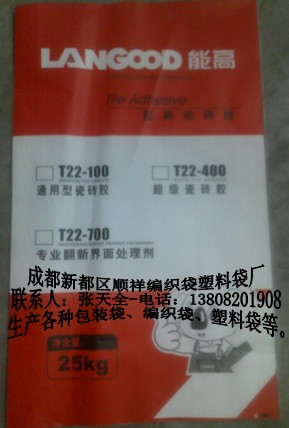 LANGOOD 能高
Tile Adhesive
能高瓷砖胶
T22-100
通用型瓷砖胶
T22-400
超级瓷砖胶
T22-700
专业翻新界面处理剂
成都新都区顺祥编织袋塑料袋厂
联系人：张天全-电话：13808201908
生产各种包装袋、编织袋、塑料袋等。
净含量
25kg